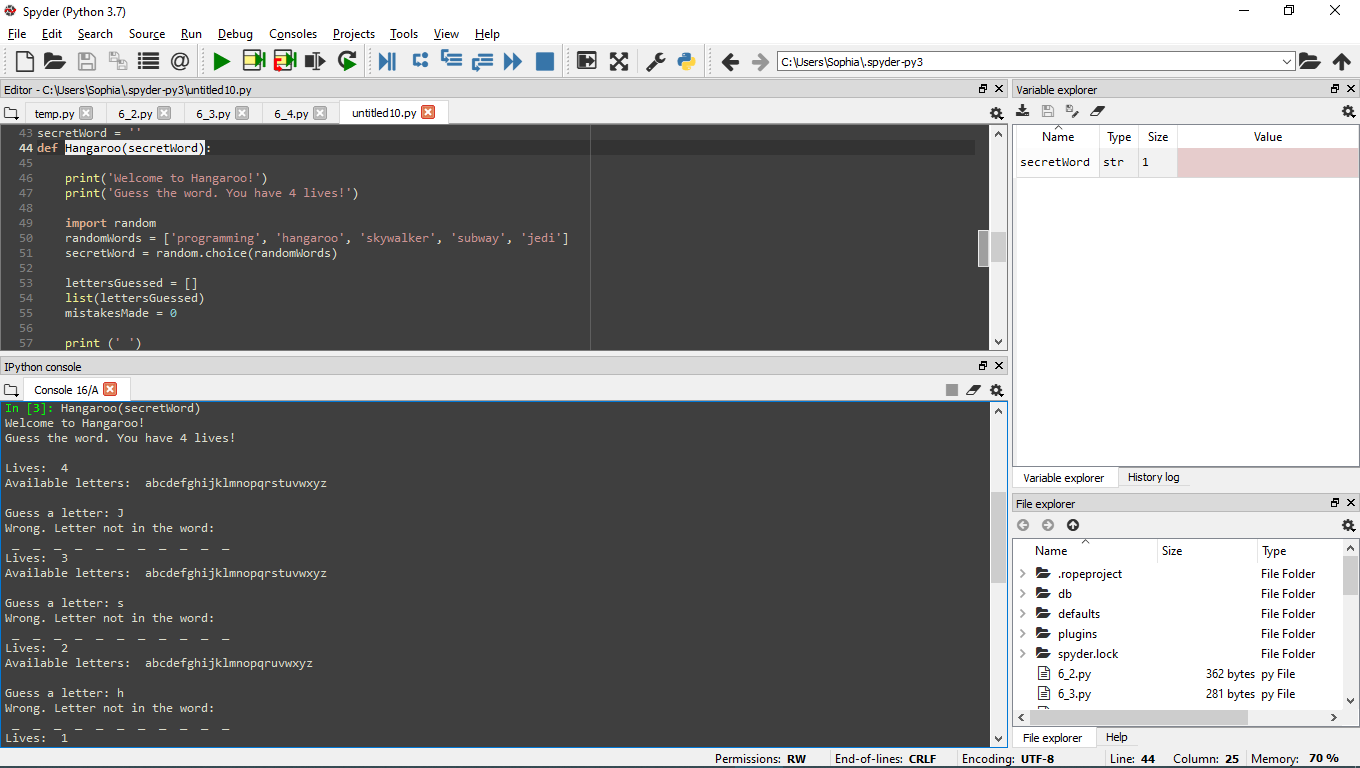 Spyder (Python 3.7)
File Edit Search Source Run Debug Consoles Projects Tools View Help
C:\Users\Sophia\.spyder-py3
Editor - C:\Users\Sophia\.spyder-py3\untitled10.py
temp.py 6_2.py 6_3.py 6_4.py untitled10.py
43 secretWord = ''
44 def Hangaroo(secretWord):
45
46     print('Welcome to Hangaroo!')
47     print('Guess the word. You have 4 lives!')
48
49     import random
50     randomWords = ['programming', 'hangaroo', 'skywalker', 'subway', 'jedi']
51     secretWord = random.choice(randomWords)
52
53     lettersGuessed = []
54     list(lettersGuessed)
55     mistakesMade = 0
56
57     print (' ')
IPython console
Console 16/A
In [3]: Hangaroo(secretWord)
Welcome to Hangaroo!
Guess the word. You have 4 lives!
Lives:  4
Available letters:  abcdefghijklmnopqrstuvwxyz
Guess a letter: J
Wrong. Letter not in the word:
_  _  _  _  _  _  _  _  _  _  _
Lives:  3
Available letters:  abcdefghijklmnopqrstuvwxyz
Guess a letter: s
Wrong. Letter not in the word:
_  _  _  _  _  _  _  _  _  _  _
Lives:  2
Available letters:  abcdefghijklmnopqruvwxyz
Guess a letter: h
Wrong. Letter not in the word:
_  _  _  _  _  _  _  _  _  _  _
Lives:  1
Variable explorer
Name Type Size Value
secretWord str 1
Variable explorer History log
File explorer
Name Size Type
.ropeproject File Folder
db File Folder
defaults File Folder
plugins File Folder
spyder.lock File Folder
6_2.py 362 bytes py File
6_3.py 281 bytes py File
File explorer Help
Permissions: RW End-of-lines: CRLF Encoding: UTF-8 Line: 44 Column: 25 Memory: 70 %